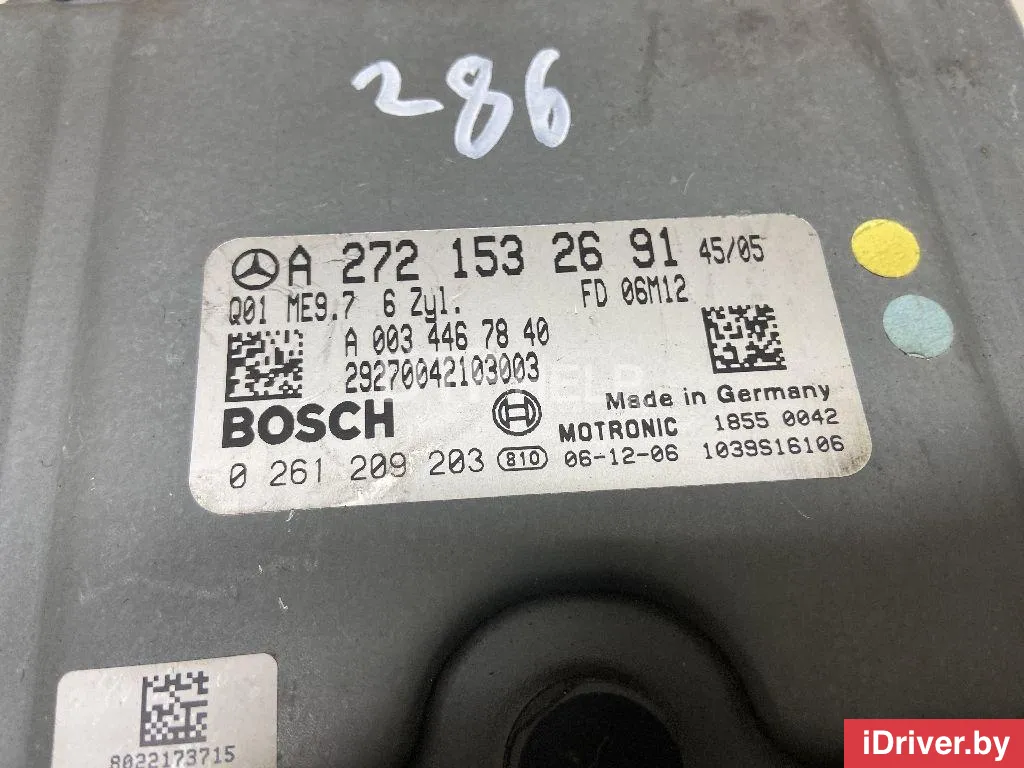 286
A 272 153 26 91 45/05
Q01 ME9.7 6 Zyl. FD 06M12
A 003 446 78 40
29270042103003
Made in Germany
BOSCH
MOTRONIC 1855 0042
0 261 209 203 810 06-12-06 1039S16106
8022173715
iDriver.by